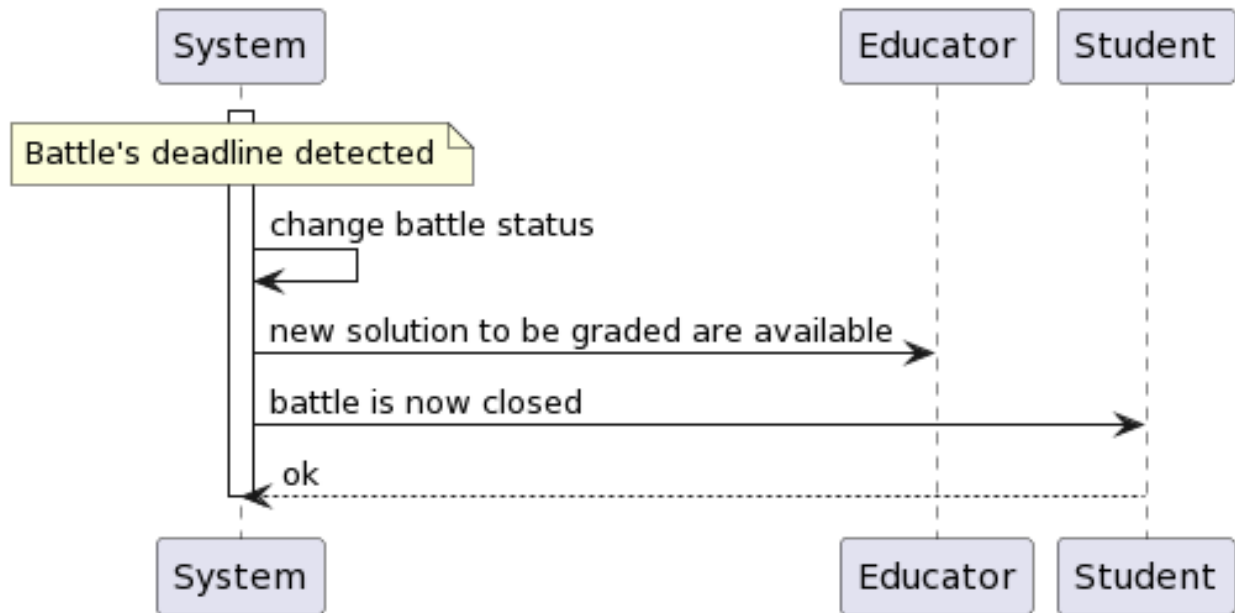 System
Educator
Student
Battle's deadline detected
change battle status
new solution to be graded are available
battle is now closed
ok
System
Educator
Student